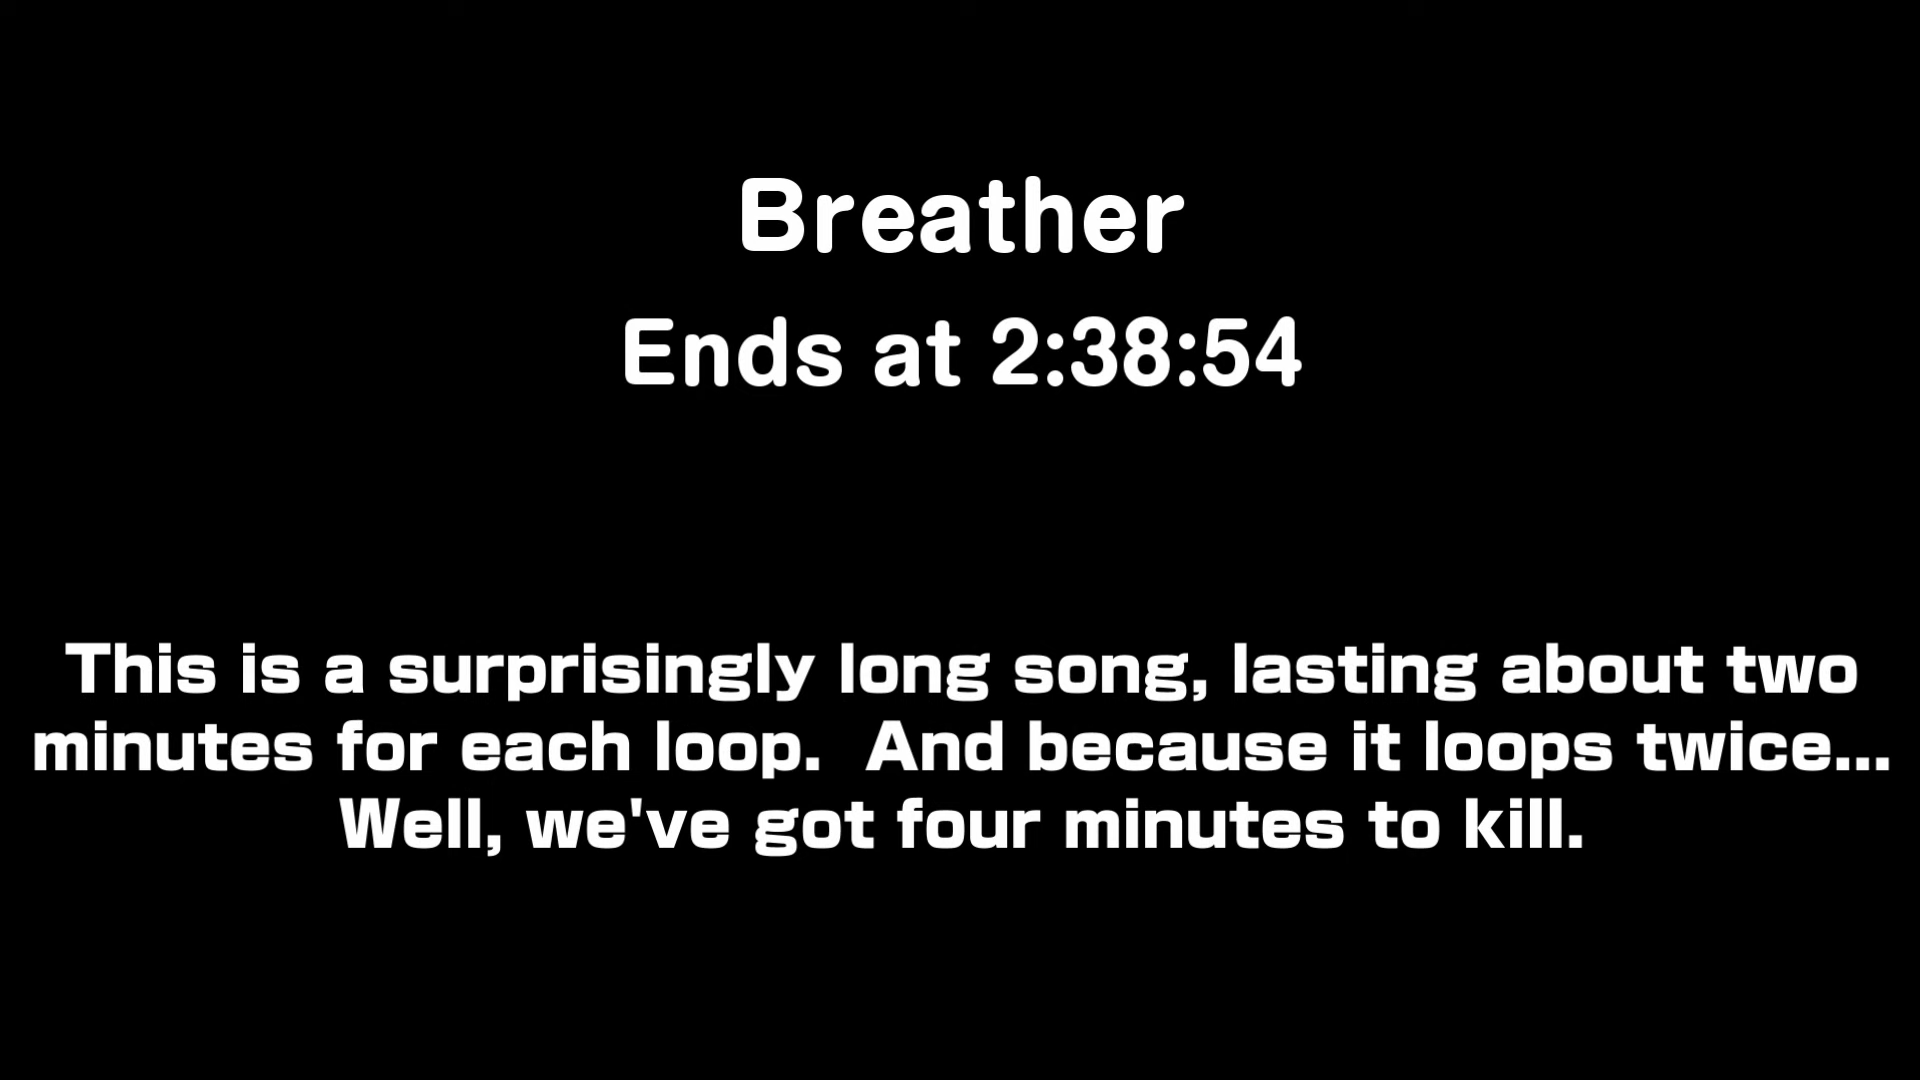 Breather
Ends at 2:38:54
This is a surprisingly long song, lasting about two
minutes for each loop.  And because it loops twice...
Well, we've got four minutes to kill.